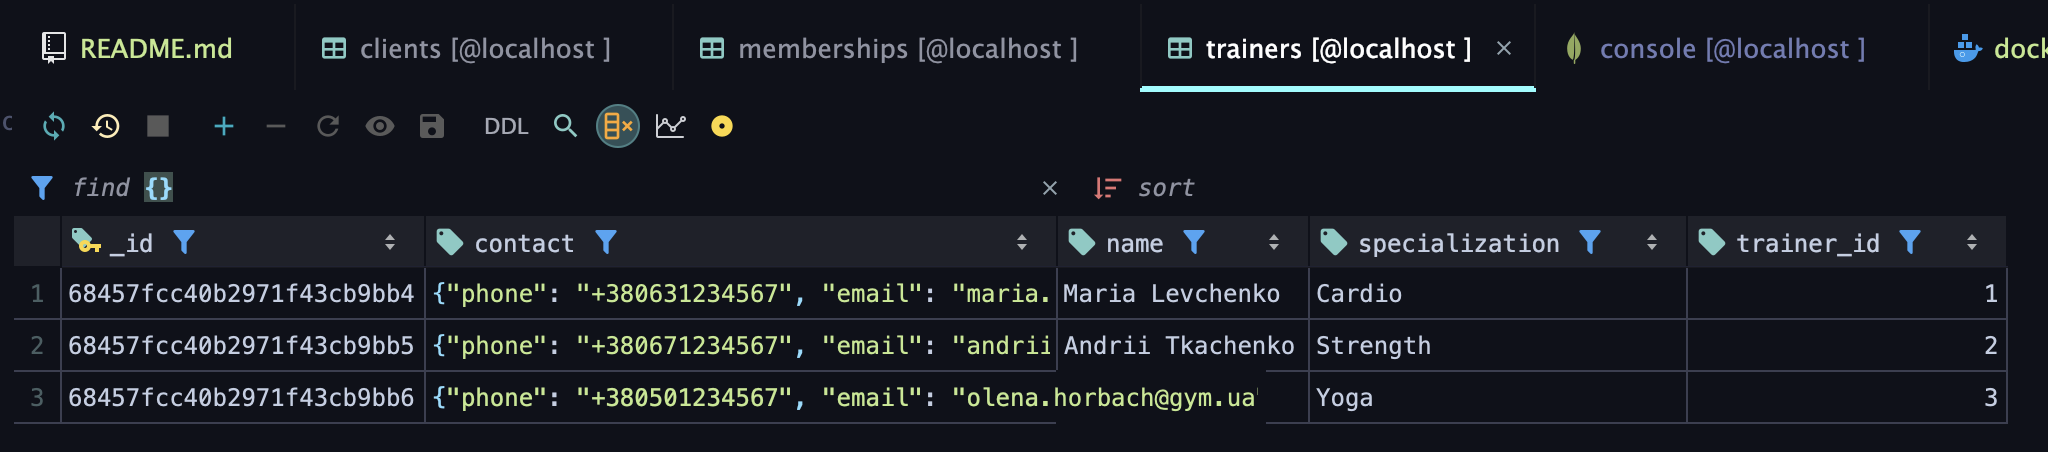 README.md clients [@localhost ] memberships [@localhost ] trainers [@localhost ] × console [@localhost ]
DDL
find {} × sort
_id contact name specialization trainer_id
1 68457fcc40b2971f43cb9bb4 {"phone": "+380631234567", "email": "maria. Maria Levchenko Cardio 1
2 68457fcc40b2971f43cb9bb5 {"phone": "+380671234567", "email": "andrii Andrii Tkachenko Strength 2
3 68457fcc40b2971f43cb9bb6 {"phone": "+380501234567", "email": "olena.horbach@gym.ua" Yoga 3